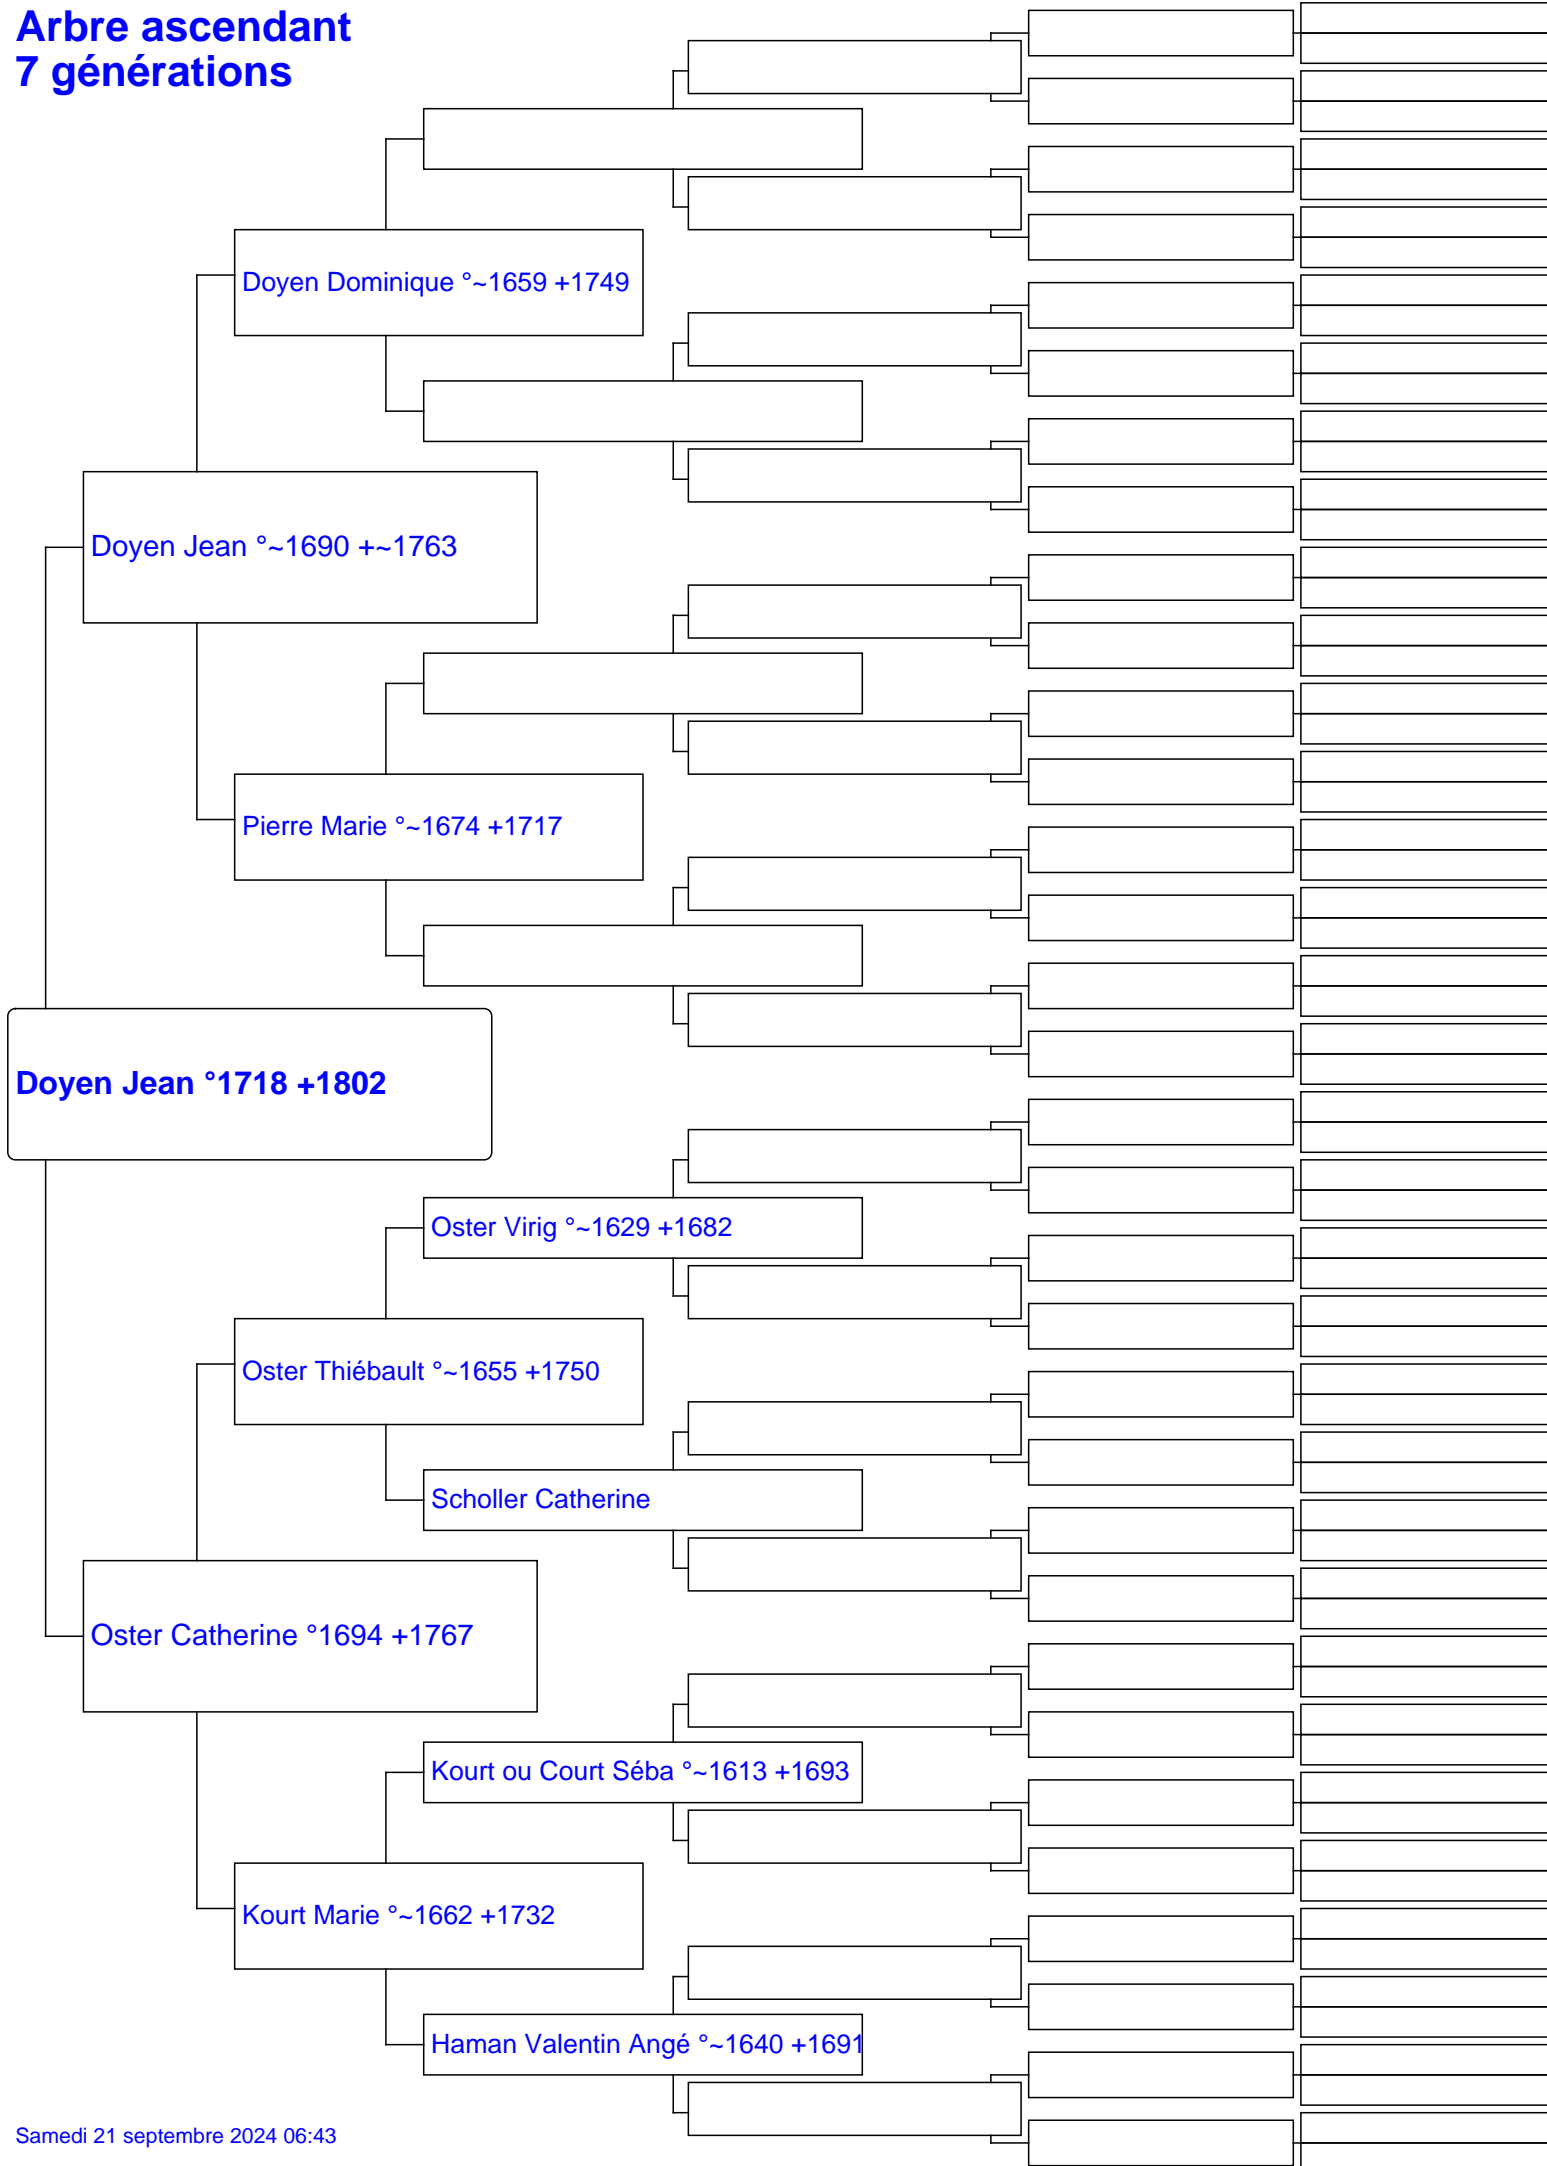 Arbre ascendant
7 générations
Doyen Dominique °~1659 +1749
Doyen Jean °~1690 +~1763
Pierre Marie °~1674 +1717
Doyen Jean °1718 +1802
Oster Virig °~1629 +1682
Oster Thiébault °~1655 +1750
Scholler Catherine
Oster Catherine °1694 +1767
Kourt ou Court Séba °~1613 +1693
Kourt Marie °~1662 +1732
Haman Valentin Angé °~1640 +1691
Samedi 21 septembre 2024 06:43